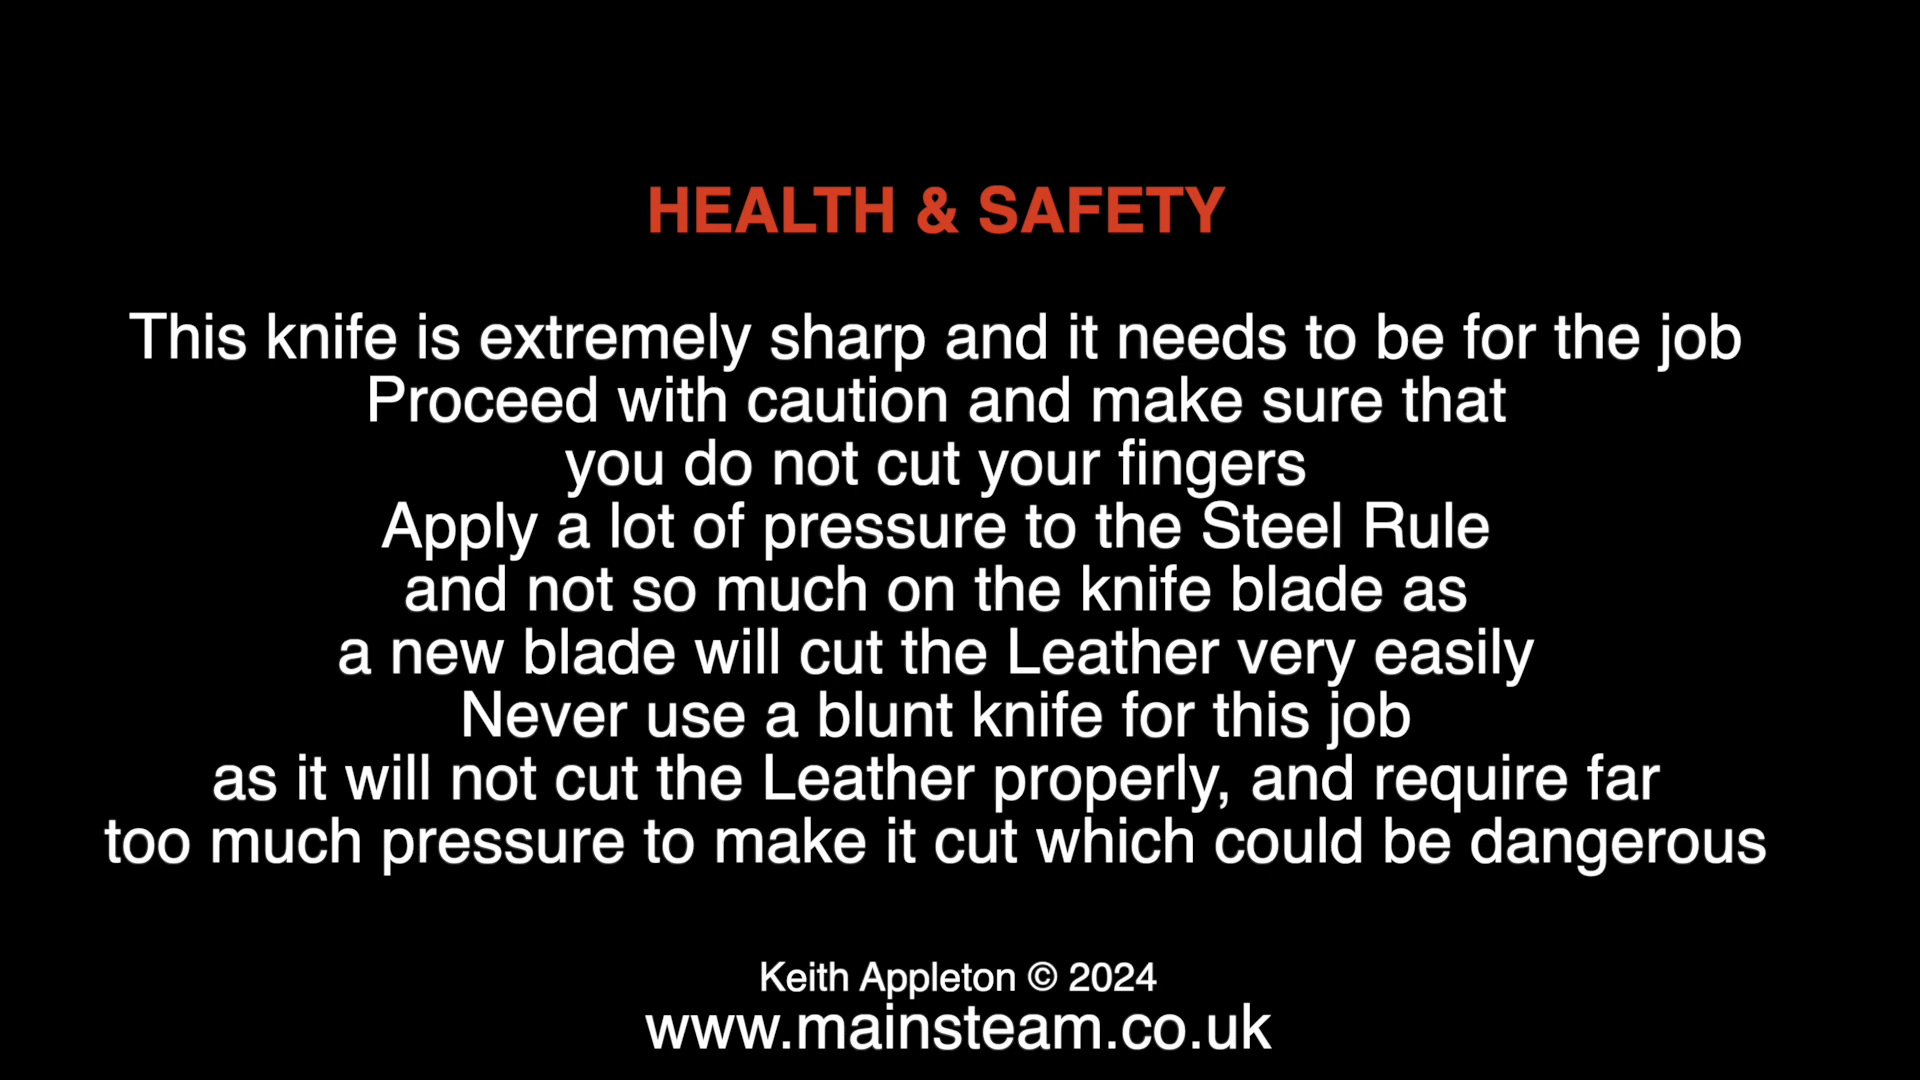 HEALTH & SAFETY
This knife is extremely sharp and it needs to be for the job
Proceed with caution and make sure that
you do not cut your fingers
Apply a lot of pressure to the Steel Rule
and not so much on the knife blade as
a new blade will cut the Leather very easily
Never use a blunt knife for this job
as it will not cut the Leather properly, and require far
too much pressure to make it cut which could be dangerous
Keith Appleton © 2024
www.mainsteam.co.uk